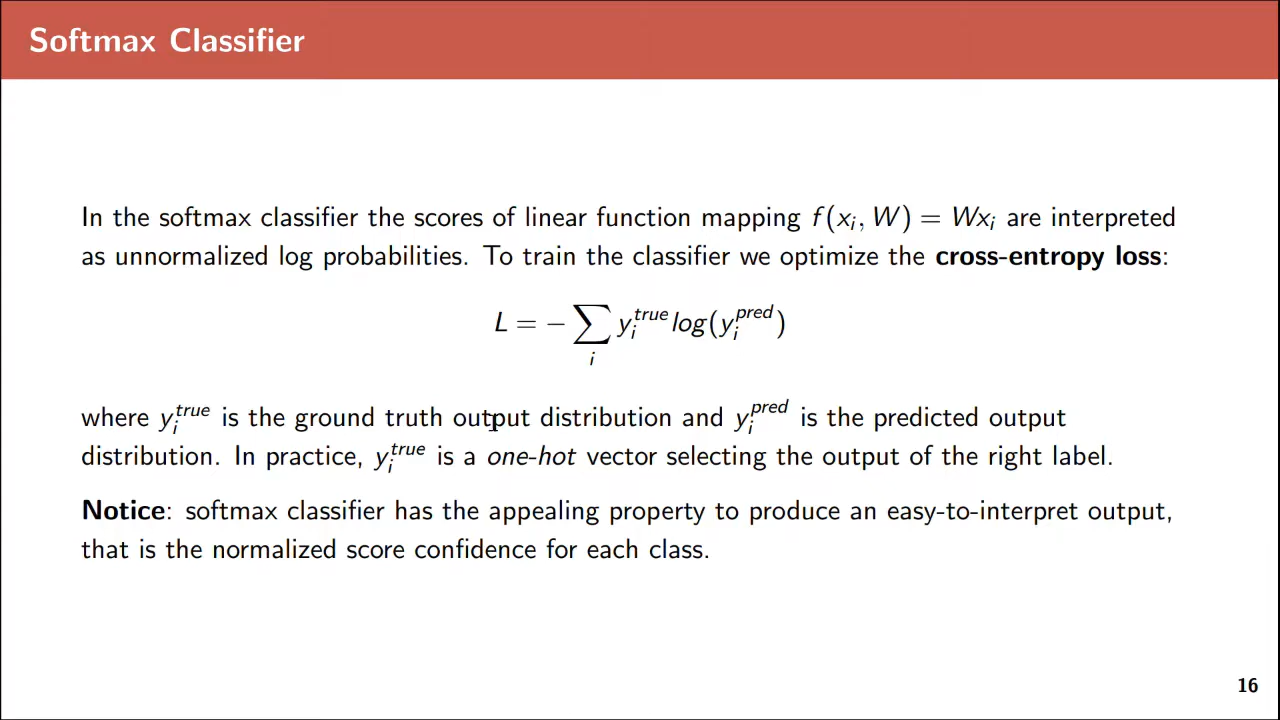 Softmax Classifier
In the softmax classifier the scores of linear function mapping f(x_i, W) = Wx_i are interpreted
as unnormalized log probabilities. To train the classifier we optimize the cross-entropy loss:
L = − ∑_i y_i^{true} log(y_i^{pred})
where y_i^{true} is the ground truth output distribution and y_i^{pred} is the predicted output
distribution. In practice, y_i^{true} is a one-hot vector selecting the output of the right label.
Notice: softmax classifier has the appealing property to produce an easy-to-interpret output,
that is the normalized score confidence for each class.
16